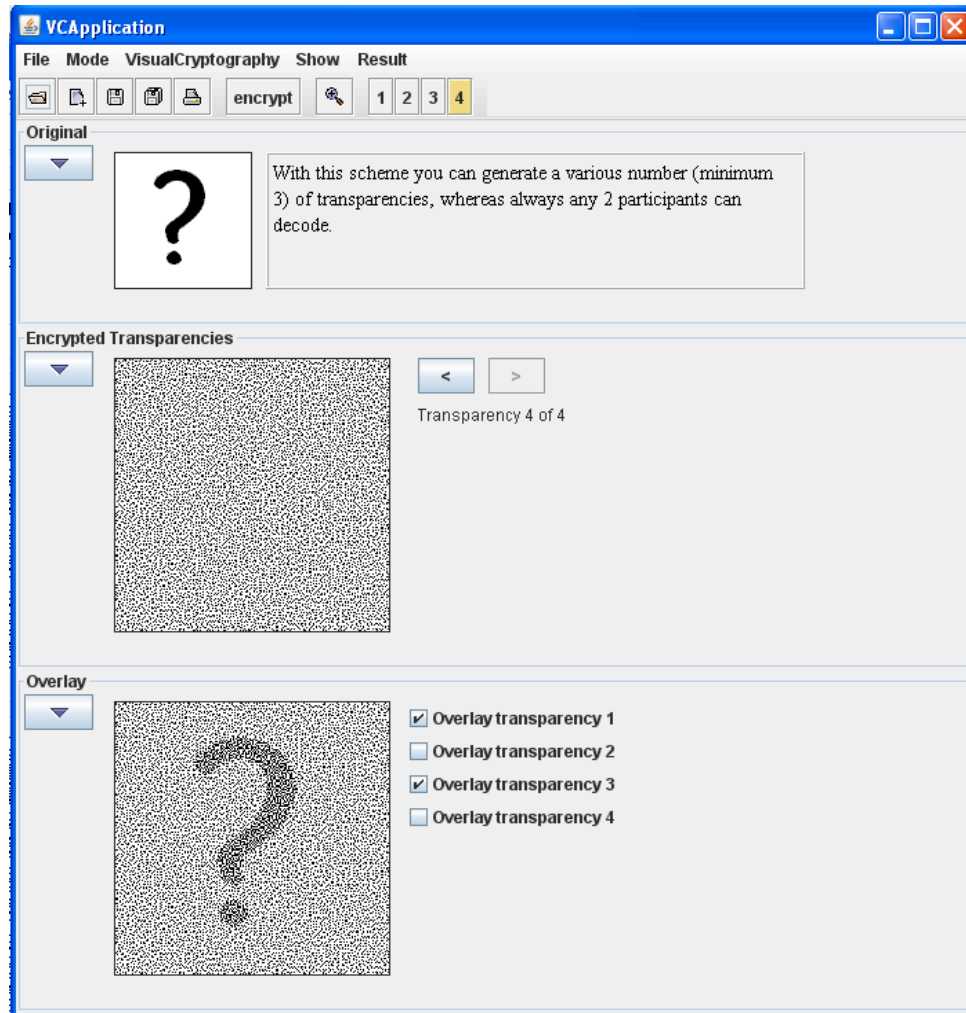 VCApplication
File Mode VisualCryptography Show Result
encrypt 1 2 3 4
Original
?
With this scheme you can generate a various number (minimum
3) of transparencies, whereas always any 2 participants can
decode.
Encrypted Transparencies
< >
Transparency 4 of 4
Overlay
?
Overlay transparency 1
Overlay transparency 2
Overlay transparency 3
Overlay transparency 4